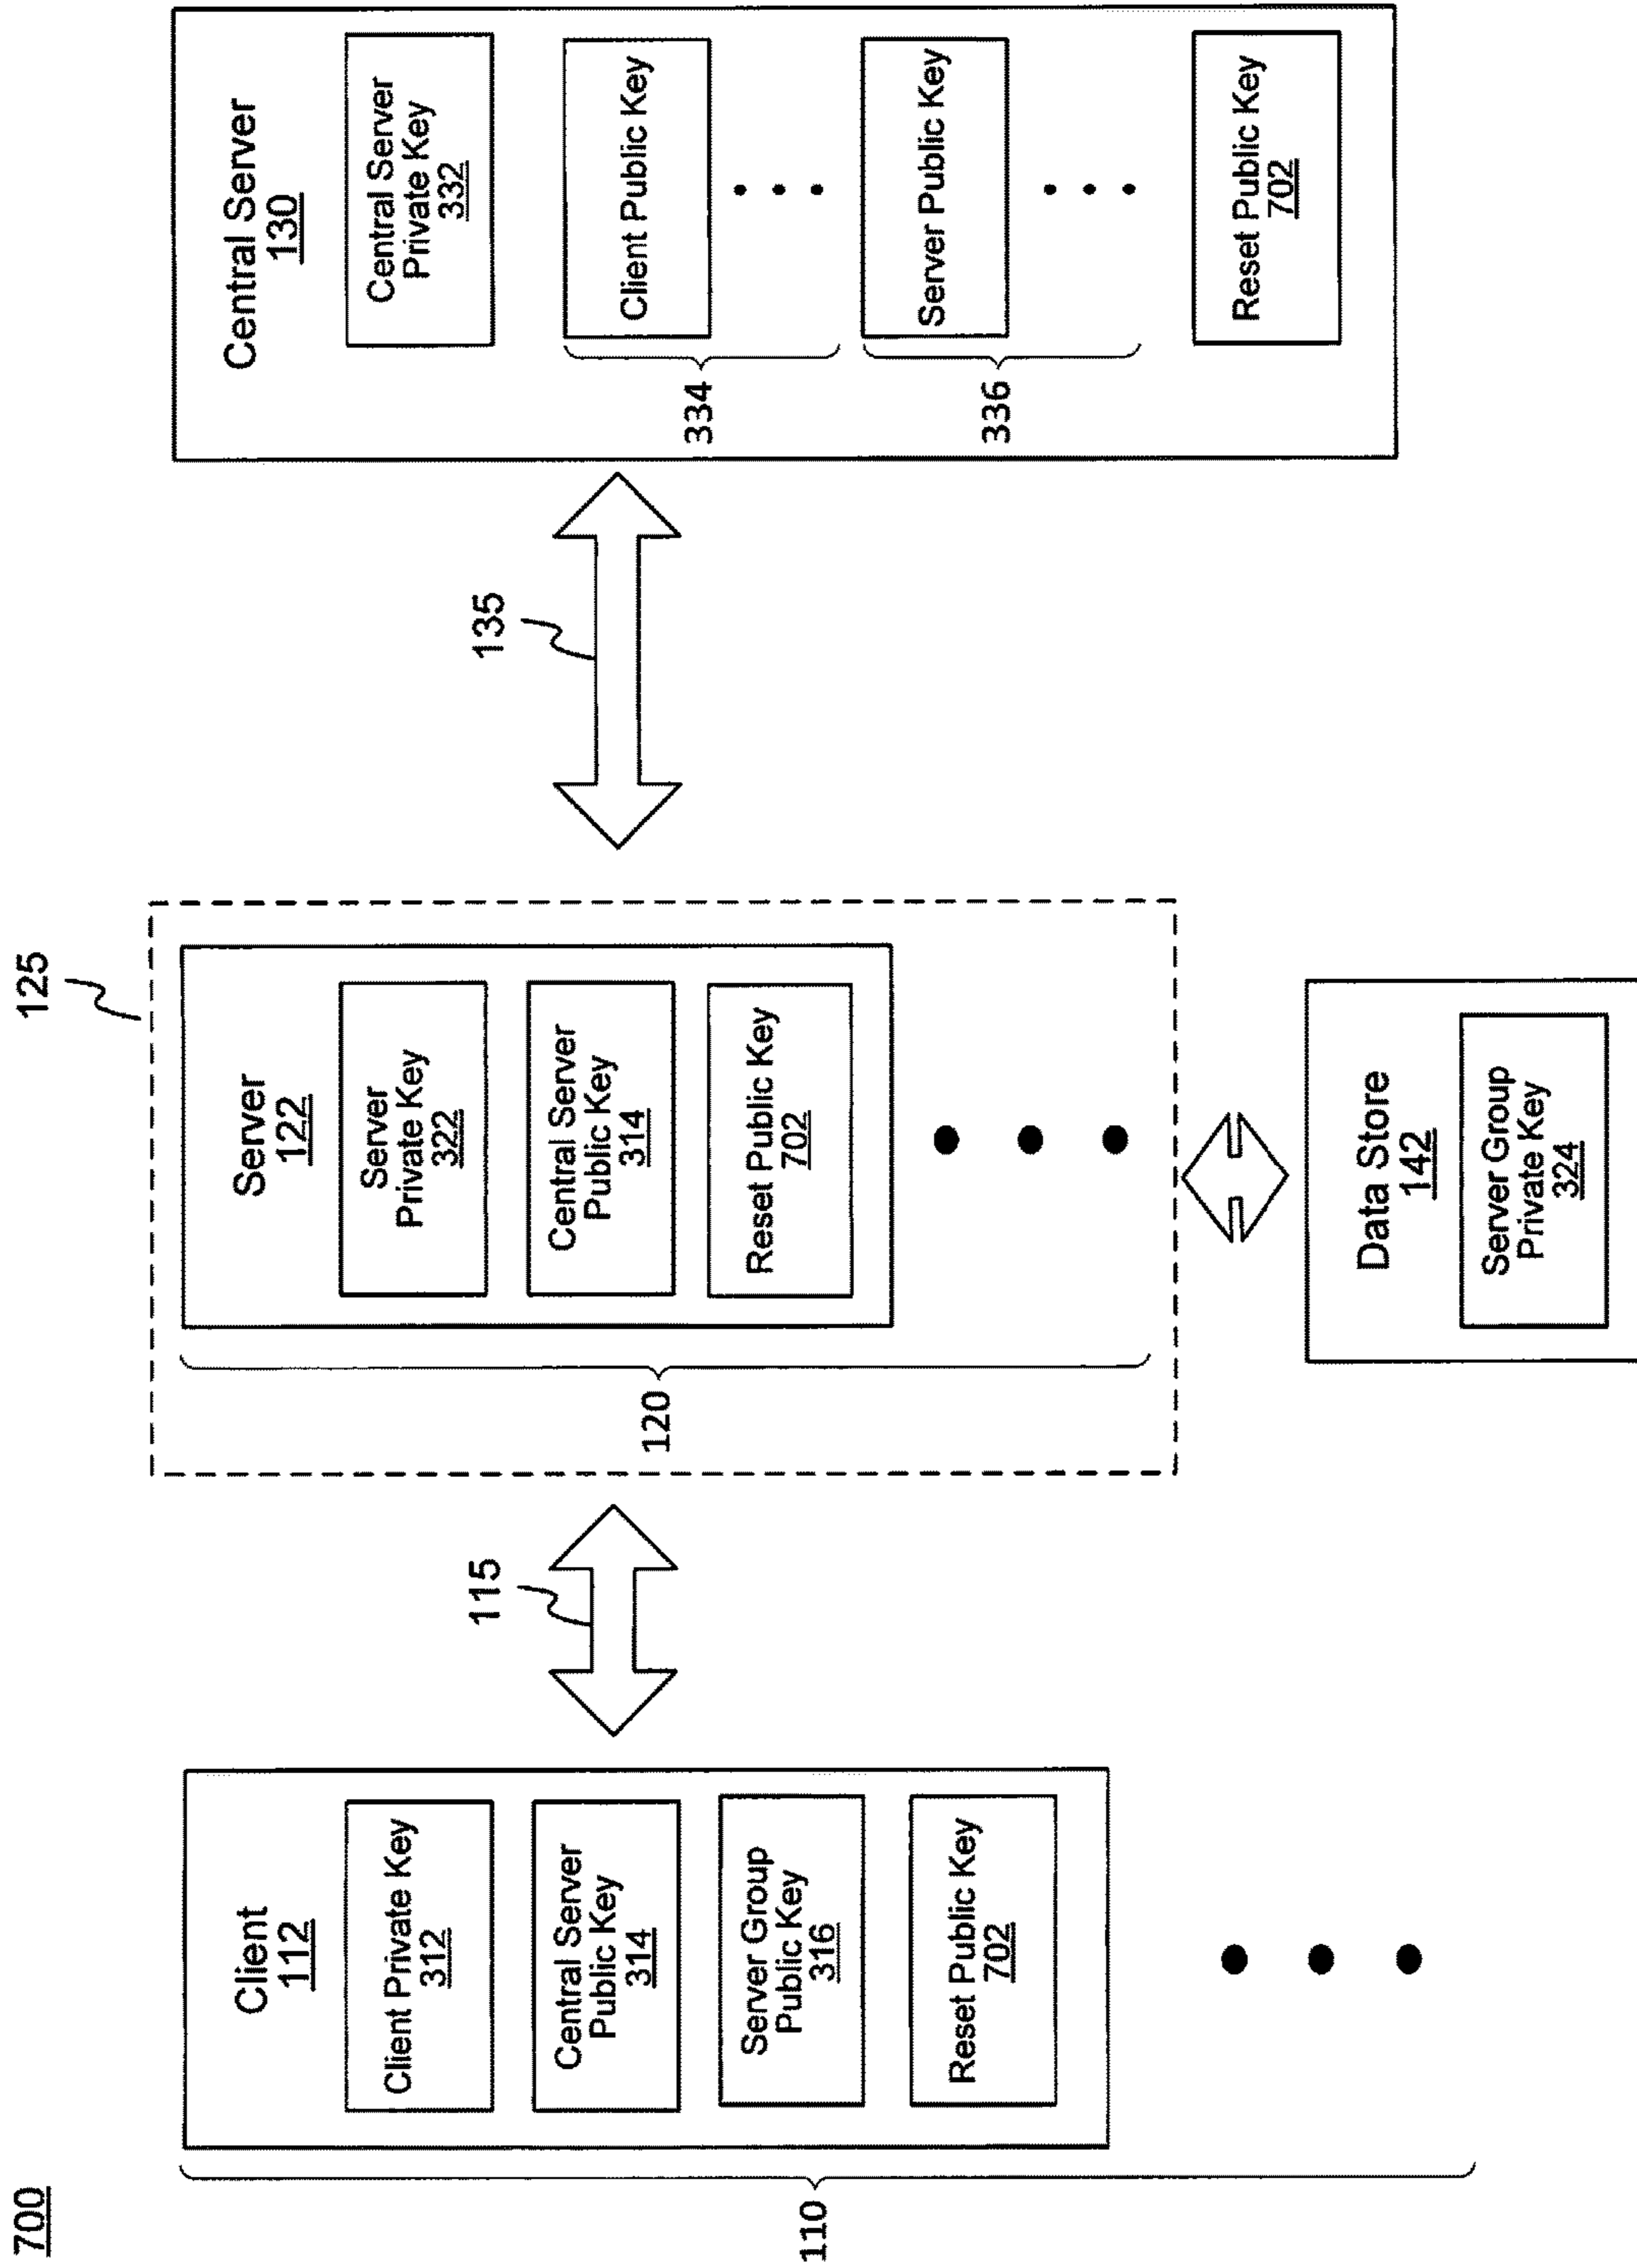 700
110
Client
112
Client Private Key
312
Central Server
Public Key
314
Server Group
Public Key
316
Reset Public Key
702
115
125
120
Server
122
Server
Private Key
322
Central Server
Public Key
314
Reset Public Key
702
Data Store
142
Server Group
Private Key
324
135
Central Server
130
Central Server
Private Key
332
334
Client Public Key
336
Server Public Key
Reset Public Key
702